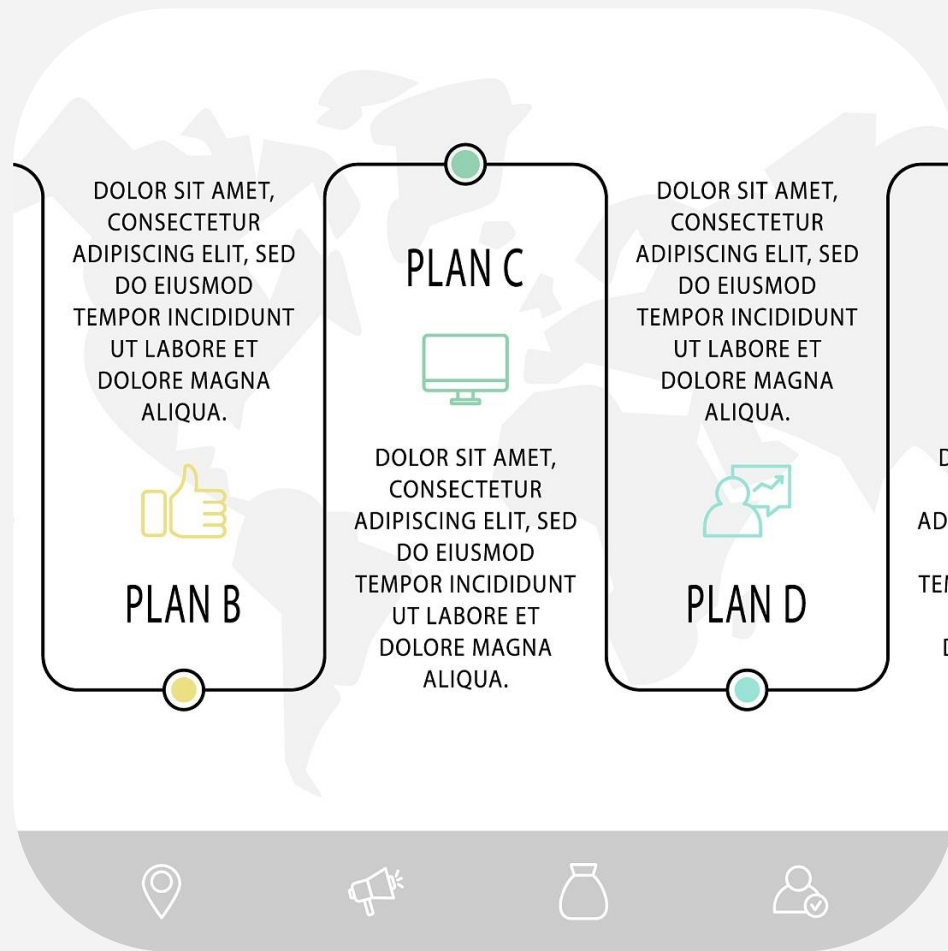 DOLOR SIT AMET,
CONSECTETUR
ADIPISCING ELIT, SED
DO EIUSMOD
TEMPOR INCIDIDUNT
UT LABORE ET
DOLORE MAGNA
ALIQUA.
PLAN B
PLAN C
DOLOR SIT AMET,
CONSECTETUR
ADIPISCING ELIT, SED
DO EIUSMOD
TEMPOR INCIDIDUNT
UT LABORE ET
DOLORE MAGNA
ALIQUA.
DOLOR SIT AMET,
CONSECTETUR
ADIPISCING ELIT, SED
DO EIUSMOD
TEMPOR INCIDIDUNT
UT LABORE ET
DOLORE MAGNA
ALIQUA.
PLAN D